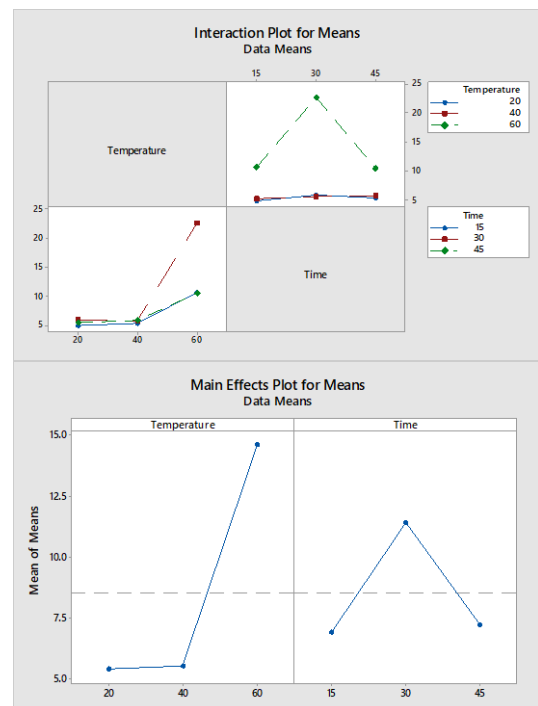 Interaction Plot for Means
Data Means
15 30 45
Temperature
25
20
15
10
5
Temperature
20
40
60
25
20
15
10
5
Time
Time
15
30
45
20 40 60
Main Effects Plot for Means
Data Means
Temperature Time
Mean of Means
15.0
12.5
10.0
7.5
5.0
20 40 60 15 30 45